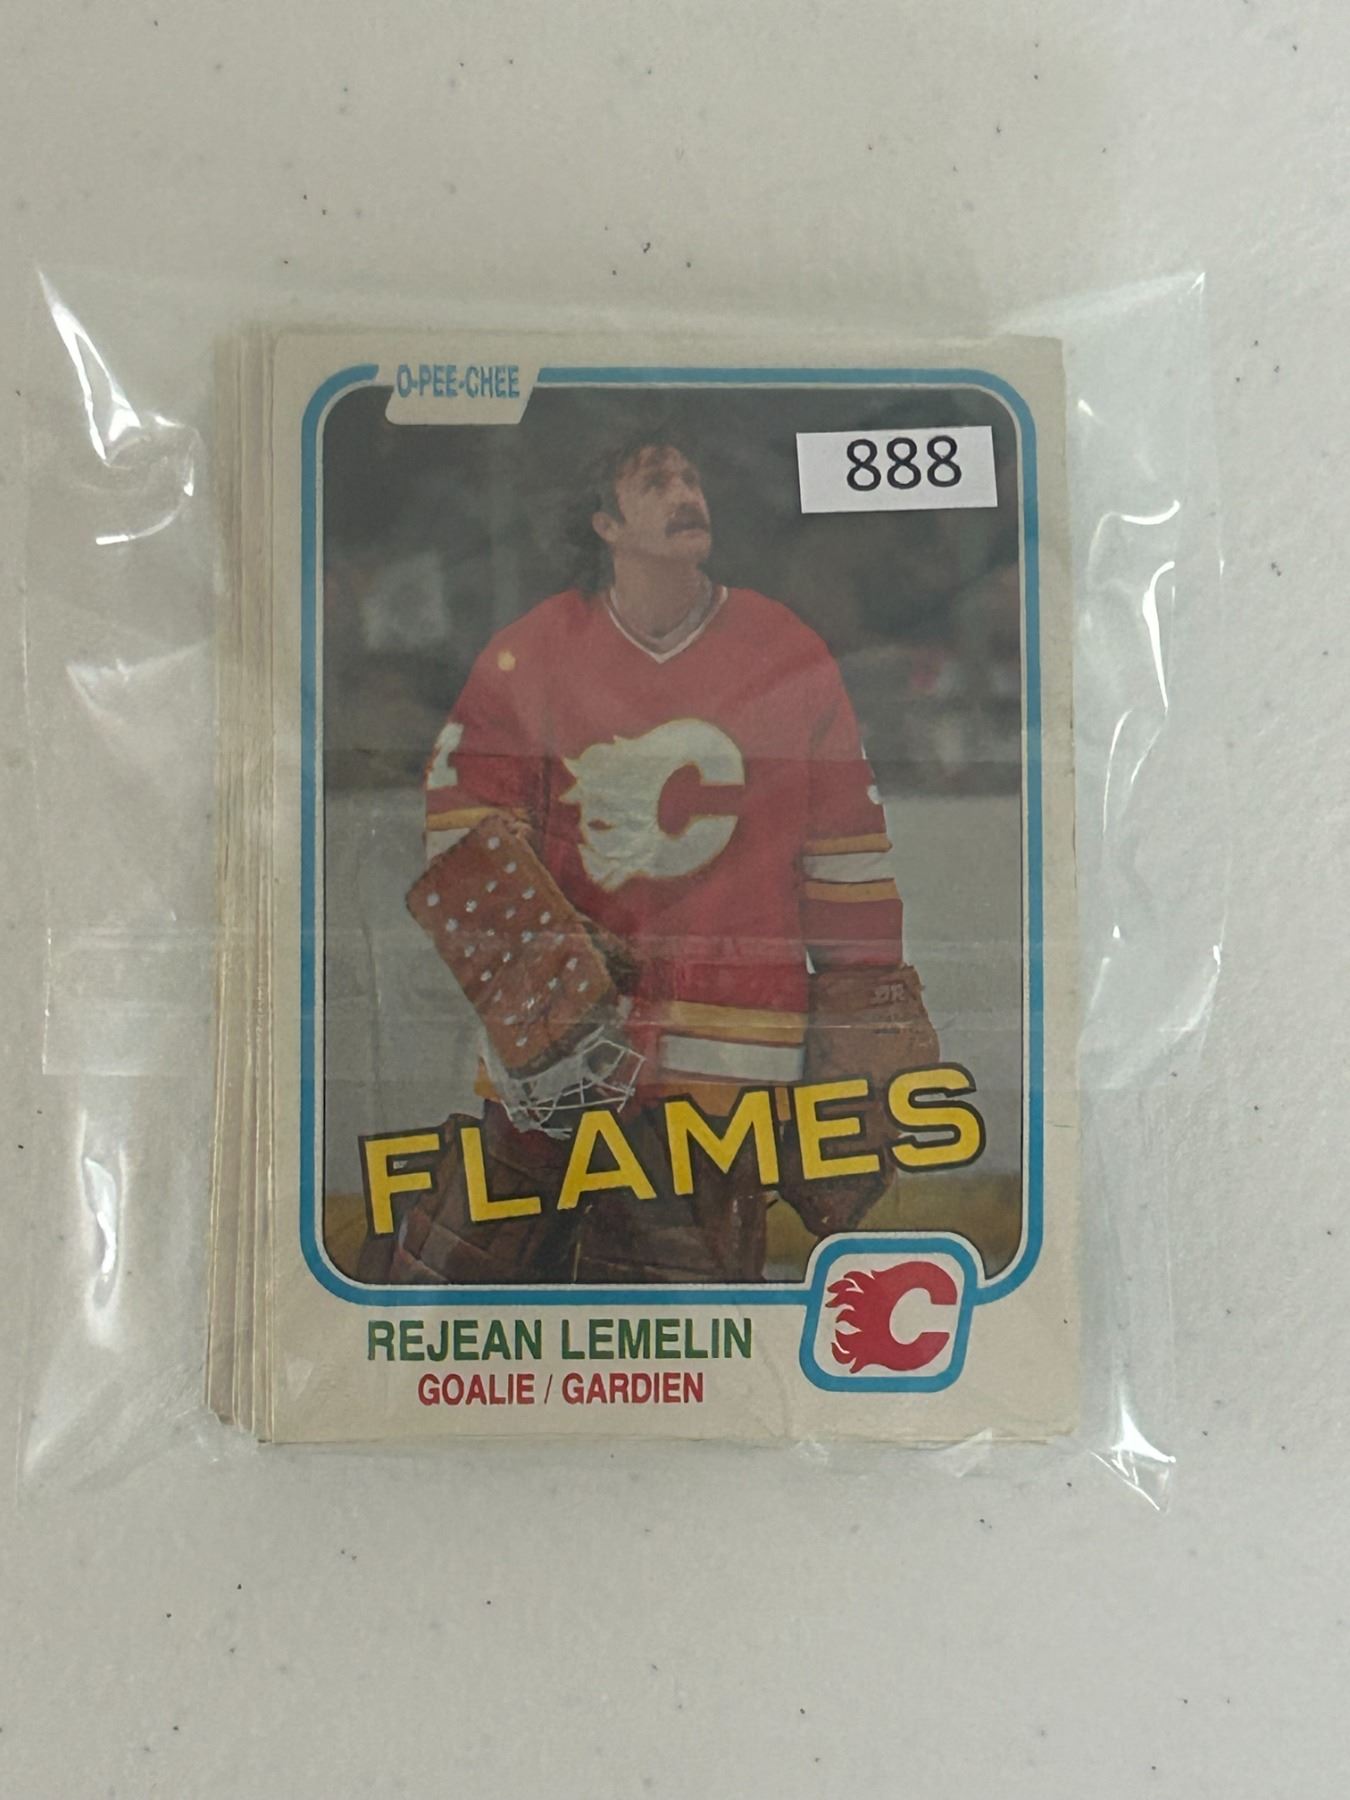 O-PEE-CHEE
888
FLAMES
REJEAN LEMELIN
GOALIE / GARDIEN